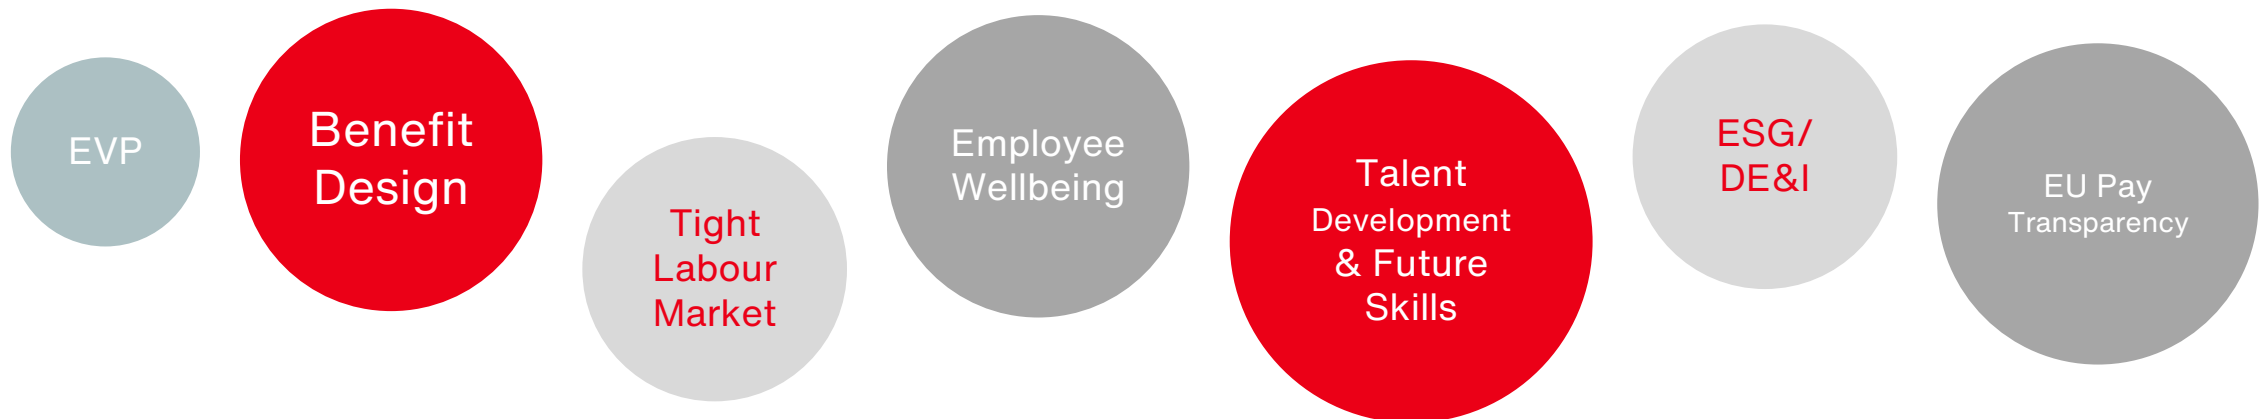 EVP
Benefit
Design
Tight
Labour
Market
Employee
Wellbeing
Talent
Development
& Future
Skills
ESG/
DE&I
EU Pay
Transparency